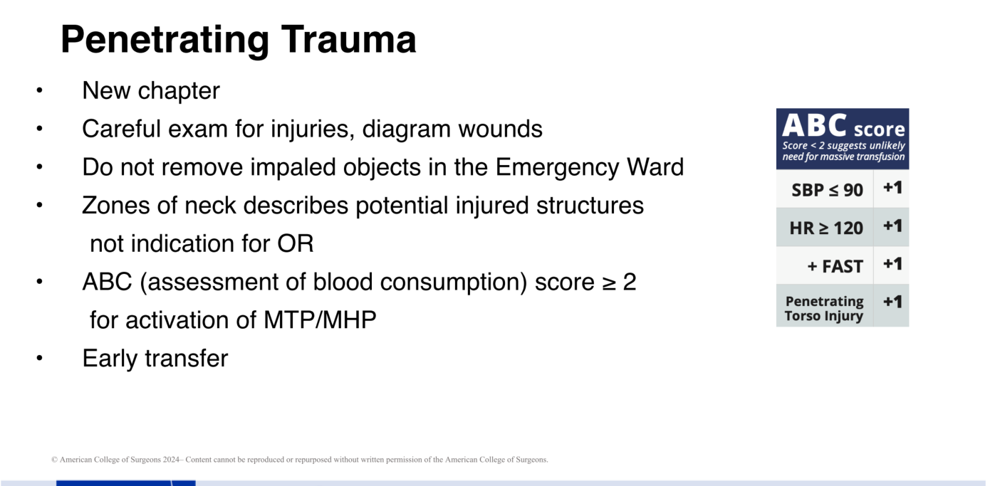 Penetrating Trauma
• New chapter
• Careful exam for injuries, diagram wounds
• Do not remove impaled objects in the Emergency Ward
• Zones of neck describes potential injured structures
not indication for OR
• ABC (assessment of blood consumption) score ≥ 2
for activation of MTP/MHP
• Early transfer
ABC score
Score < 2 suggests unlikely
need for massive transfusion
SBP ≤ 90 +1
HR ≥ 120 +1
+ FAST +1
Penetrating
Torso Injury +1
© American College of Surgeons 2024– Content cannot be reproduced or repurposed without written permission of the American College of Surgeons.